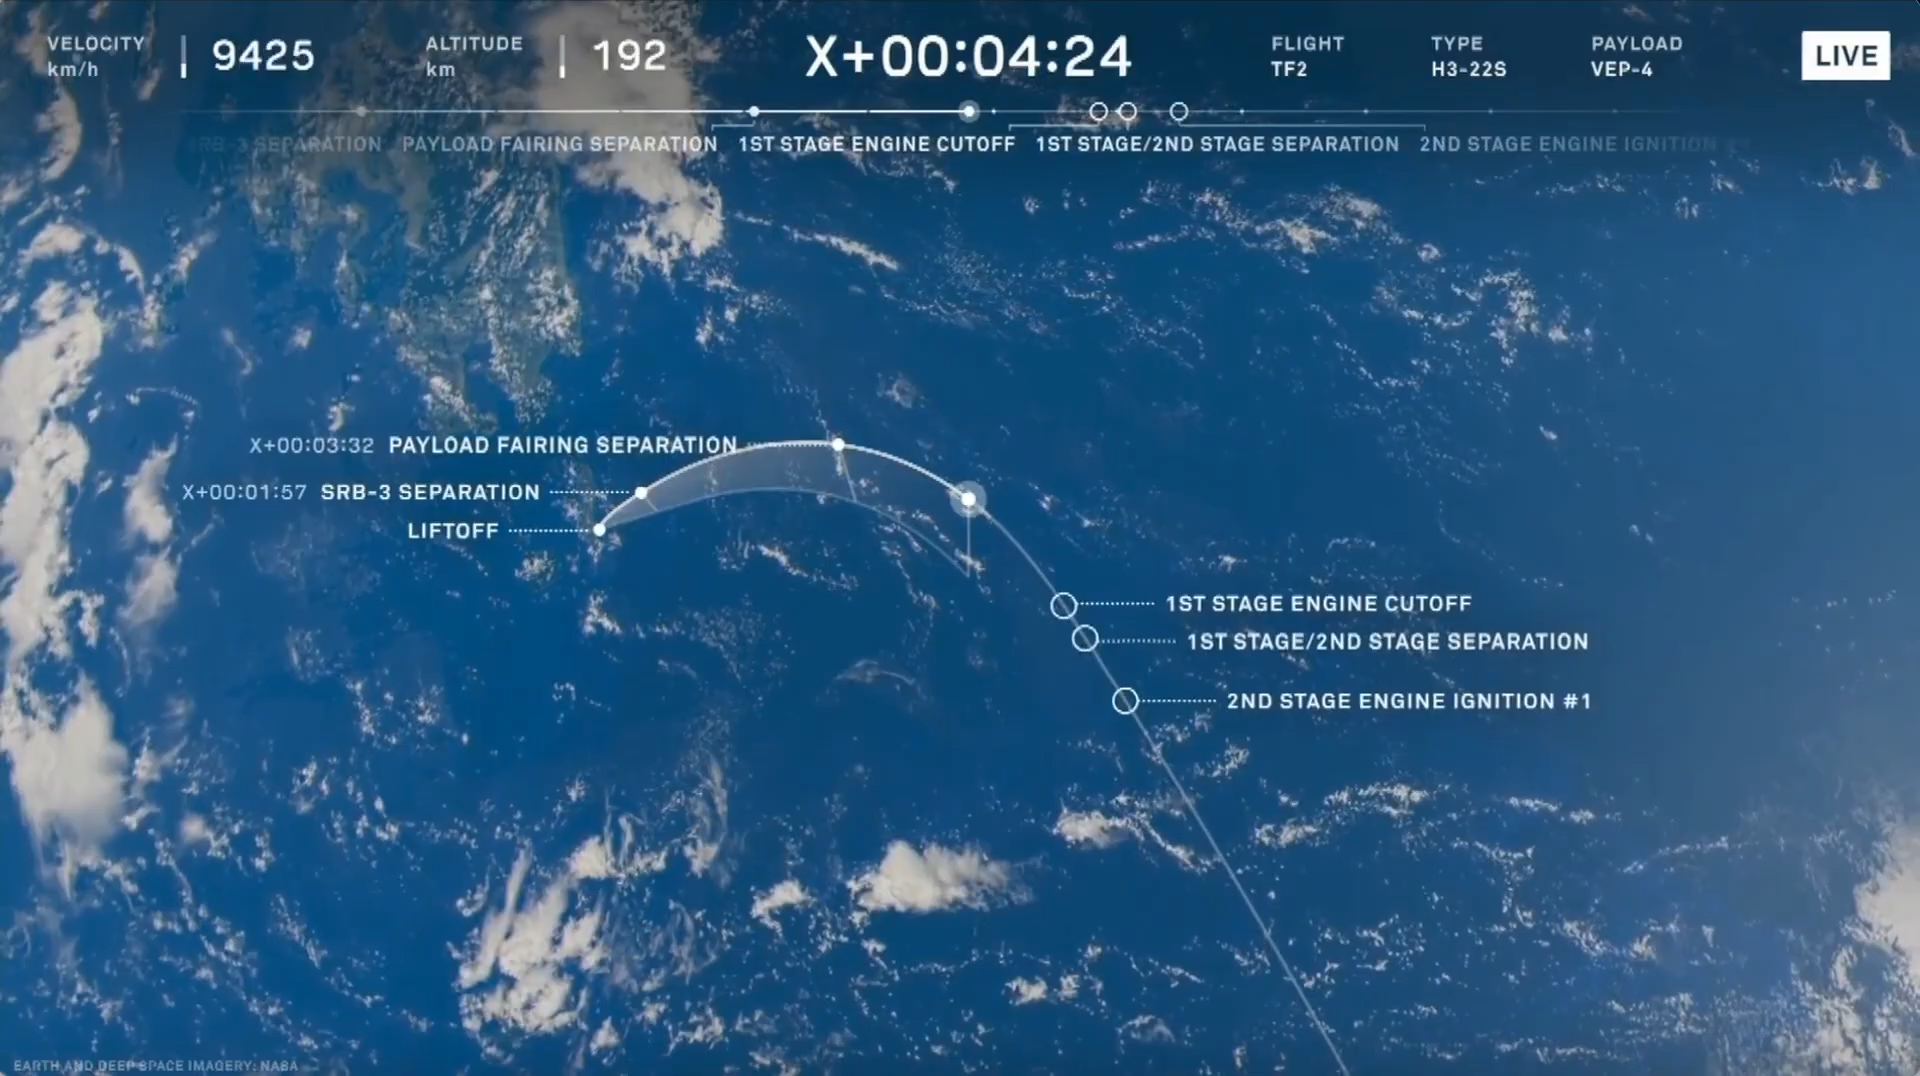 VELOCITY km/h 9425
ALTITUDE km 192
X+00:04:24
FLIGHT TF2
TYPE H3-22S
PAYLOAD VEP-4
LIVE
RB-3 SEPARATION
PAYLOAD FAIRING SEPARATION
1ST STAGE ENGINE CUTOFF
1ST STAGE/2ND STAGE SEPARATION
2ND STAGE ENGINE IGNITION
X+00:03:32 PAYLOAD FAIRING SEPARATION
X+00:01:57 SRB-3 SEPARATION
LIFTOFF
1ST STAGE ENGINE CUTOFF
1ST STAGE/2ND STAGE SEPARATION
2ND STAGE ENGINE IGNITION #1
EARTH AND DEEP SPACE IMAGERY: NASA